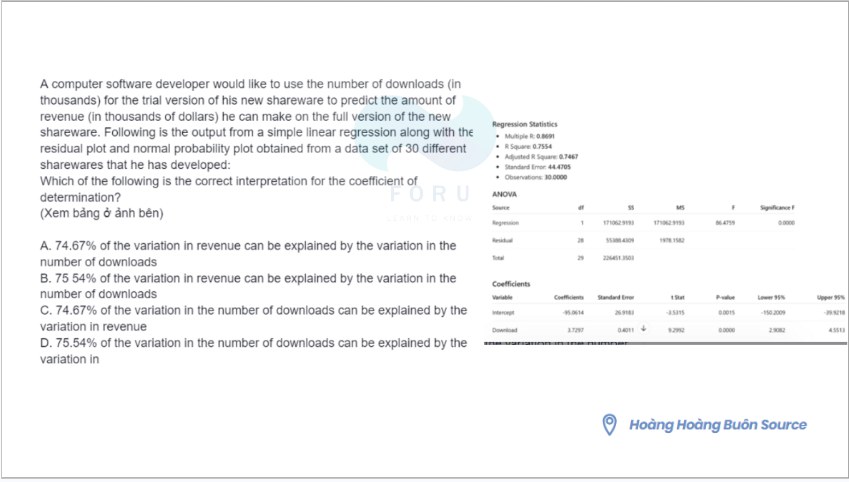 A computer software developer would like to use the number of downloads (in
thousands) for the trial version of his new shareware to predict the amount of
revenue (in thousands of dollars) he can make on the full version of the new
shareware. Following is the output from a simple linear regression along with the
residual plot and normal probability plot obtained from a data set of 30 different
sharewares that he has developed:
Which of the following is the correct interpretation for the coefficient of
determination?
(Xem bảng ở ảnh bên)
A. 74.67% of the variation in revenue can be explained by the variation in the
number of downloads
B. 75 54% of the variation in revenue can be explained by the variation in the
number of downloads
C. 74.67% of the variation in the number of downloads can be explained by the
variation in revenue
D. 75.54% of the variation in the number of downloads can be explained by the
variation in
FORU
Regression Statistics
• Multiple R: 0.8691
• R Square: 0.7554
• Adjusted R Square: 0.7467
• Standard Error: 44.4765
• Observations: 30.0000
ANOVA
Source df SS MS F Significance F
Regression 1 171062.9193 171062.9193 86.4759 0.0000
Residual 28 55388.4309 1978.1582
Total 29 226451.3503
Coefficients
Variable Coefficients Standard Error t Stat P-value Lower 95% Upper 95%
Intercept -95.0614 26.9183 -3.5315 0.0015 -150.2009 -39.9218
Download 3.7297 0.4011 9.2992 0.0000 2.9082 4.5513
Hoàng Hoàng Buôn Source